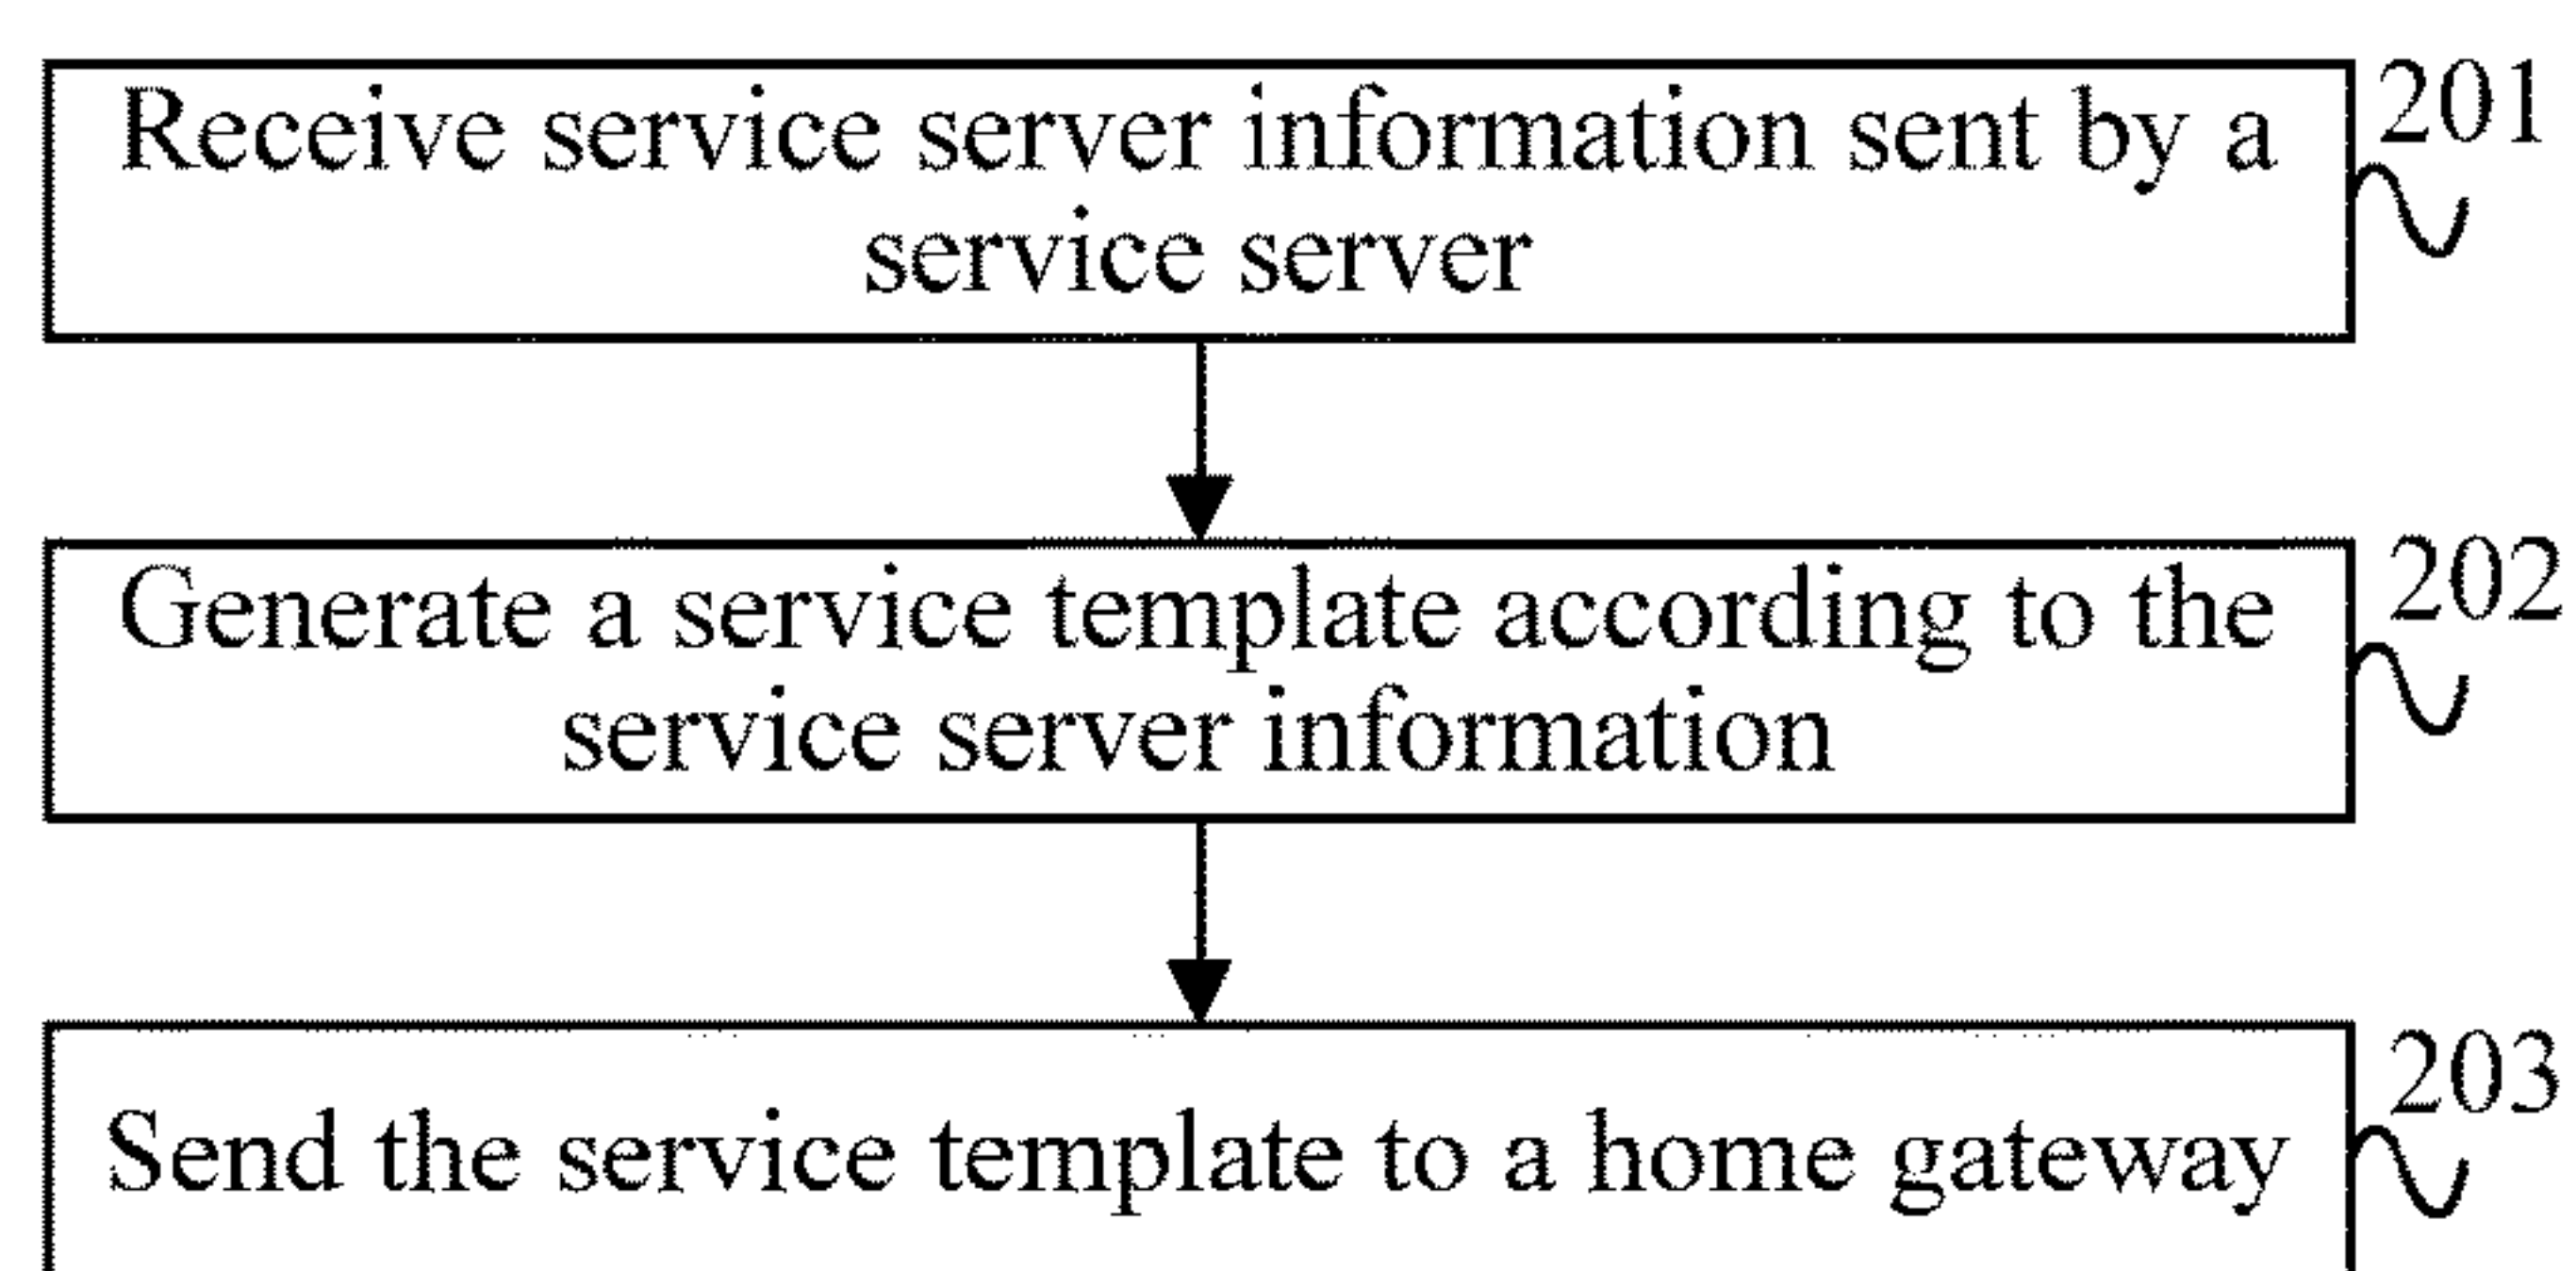 Receive service server information sent by a
service server
201
Generate a service template according to the
service server information
202
Send the service template to a home gateway
203